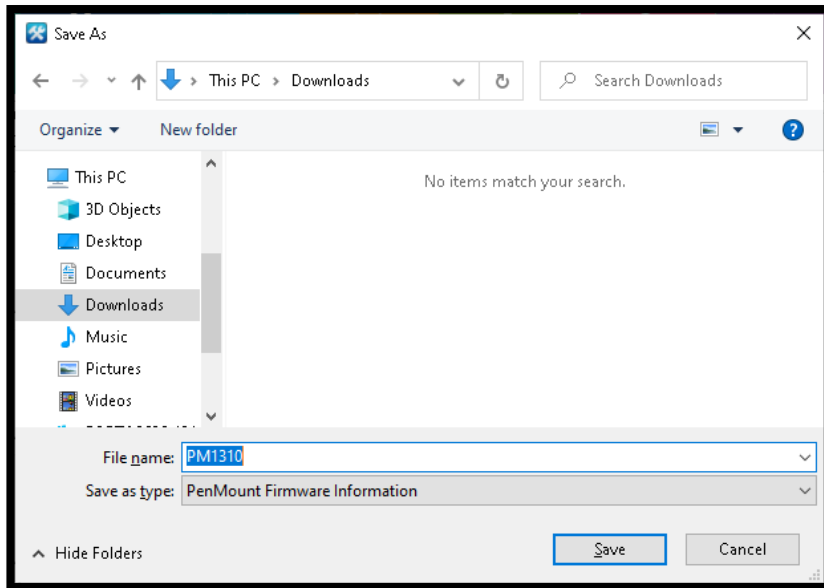 Save As
This PC > Downloads
Search Downloads
Organize
New folder
?
This PC
3D Objects
Desktop
Documents
Downloads
Music
Pictures
Videos
No items match your search.
File name: PM1310
Save as type: PenMount Firmware Information
Hide Folders
Save
Cancel